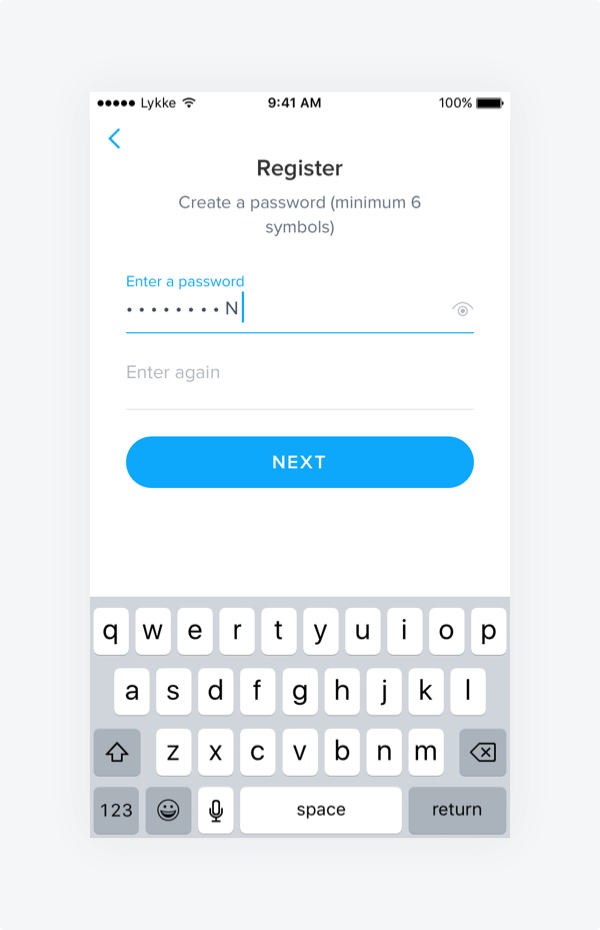 Lykke 9:41 AM 100%
Register
Create a password (minimum 6
symbols)
Enter a password
• • • • • • • • N
Enter again
NEXT
q w e r t y u i o p
a s d f g h j k l
z x c v b n m
123 space return